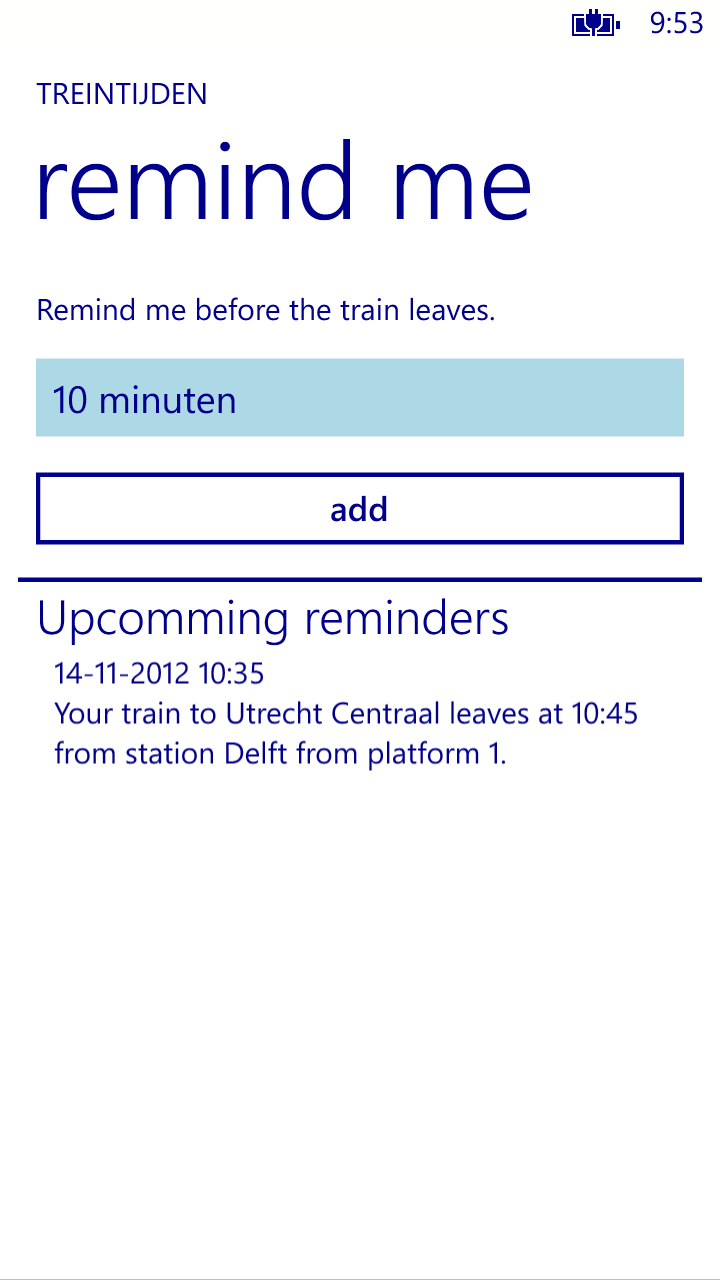 9:53
TREINTIJDEN
remind me
Remind me before the train leaves.
10 minuten
add
Upcomming reminders
14-11-2012 10:35
Your train to Utrecht Centraal leaves at 10:45
from station Delft from platform 1.